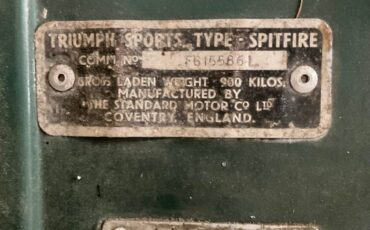 TRIUMPH SPORTS, TYPE - SPITFIRE
COMM. NO FC15586 L
GROSS LADEN WEIGHT 900 KILOS.
MANUFACTURED BY
THE STANDARD MOTOR CO LTD
COVENTRY, ENGLAND.